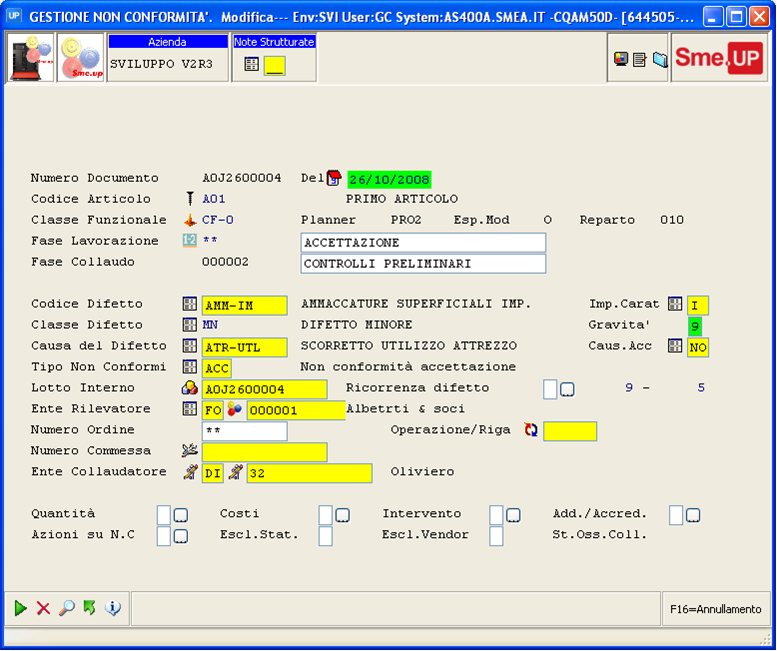 UP GESTIONE NON CONFORMITA'. Modifica--- Env:SVI User:GC System:AS400A.SMEA.IT -CQAM50D- [644505-...
Azienda Note Strutturate
Sme.up SVILUPPO V2R3 Sme.UP
Numero Documento A0J2600004 Del 26/10/2008
Codice Articolo A01 PRIMO ARTICOLO
Classe Funzionale CF-0 Planner PRO2 Esp.Mod 0 Reparto 010
Fase Lavorazione ** ACCETTAZIONE
Fase Collaudo 000002 CONTROLLI PRELIMINARI
Codice Difetto AMM-IM AMMACCATURE SUPERFICIALI IMP. Imp.Carat I
Classe Difetto MN DIFETTO MINORE Gravita' 9
Causa del Difetto ATR-UTL SCORRETTO UTILIZZO ATTREZZO Caus.Acc NO
Tipo Non Conformi ACC Non conformità accettazione
Lotto Interno A0J2600004 Ricorrenza difetto 9 - 5
Ente Rilevatore FO 000001 Albetrti & soci
Numero Ordine ** Operazione/Riga
Numero Commessa
Ente Collaudatore DI 32 Oliviero
Quantità Costi Intervento Add./Accred.
Azioni su N.C Escl.Stat. Escl.Vendor St.Oss.Coll.
F16=Annullamento